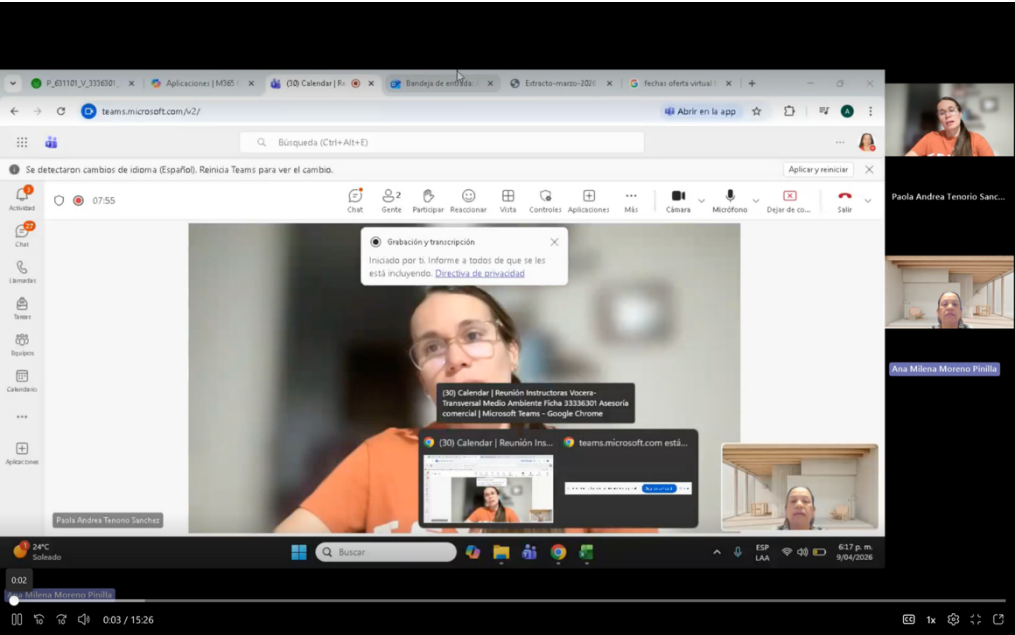 P_631101_V_3336301_
Aplicaciones | M365
(30) Calendar | Re
Bandeja de entrada:
Extracto-marzo-2026
fechas oferta virtual
teams.microsoft.com/v2/
Abrir en la app
A
Búsqueda (Ctrl+Alt+E)
Se detectaron cambios de idioma (Español). Reinicia Teams para ver el cambio.
Aplicar y reiniciar
07:55
Chat
2
Gente
Participar
Reaccionar
Vista
Controles
Aplicaciones
Más
Cámara
Micrófono
Dejar de co...
Salir
3
Actividad
27
Chat
Llamadas
Tareas
Equipos
Calendario
Aplicaciones
Grabación y transcripción
Iniciado por ti. Informe a todos de que se les
está incluyendo. Directiva de privacidad
(30) Calendar | Reunión Instructoras Vocera-
Transversal Medio Ambiente Ficha 33336301 Asesoría
comercial | Microsoft Teams - Google Chrome
(30) Calendar | Reunión Ins...
teams.microsoft.com está...
Paola Andrea Tenorio Sanchez
Paola Andrea Tenorio Sanc...
Ana Milena Moreno Pinilla
24°C
Soleado
Buscar
ESP
LAA
6:17 p. m.
9/04/2026
0:02
Ana Milena Moreno Pinilla
10
10
0:03 / 15:26
CC
1x